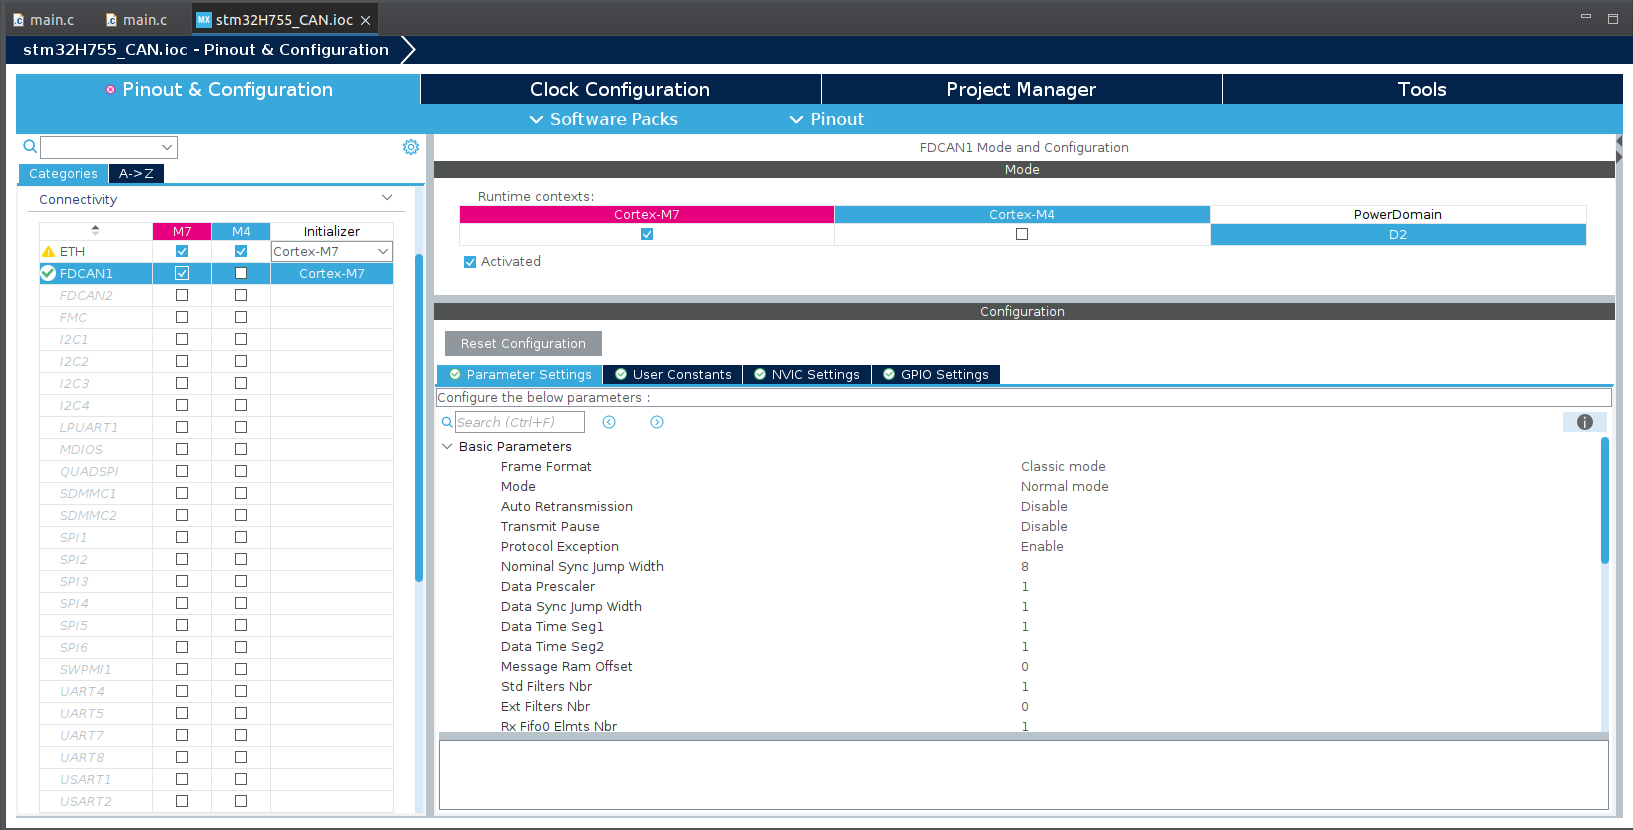 main.c main.c MX stm32H755_CAN.ioc
stm32H755_CAN.ioc - Pinout & Configuration
Pinout & Configuration Clock Configuration Project Manager Tools
Software Packs Pinout
Categories A->Z
Connectivity
M7 M4 Initializer
ETH Cortex-M7
FDCAN1 Cortex-M7
FDCAN2
FMC
I2C1
I2C2
I2C3
I2C4
LPUART1
MDIOS
QUADSPI
SDMMC1
SDMMC2
SPI1
SPI2
SPI3
SPI4
SPI5
SPI6
SWPMI1
UART4
UART5
UART7
UART8
USART1
USART2
FDCAN1 Mode and Configuration
Mode
Runtime contexts:
Cortex-M7 Cortex-M4 PowerDomain
D2
Activated
Configuration
Reset Configuration
Parameter Settings User Constants NVIC Settings GPIO Settings
Configure the below parameters :
Search (Ctrl+F)
Basic Parameters
Frame Format Classic mode
Mode Normal mode
Auto Retransmission Disable
Transmit Pause Disable
Protocol Exception Enable
Nominal Sync Jump Width 8
Data Prescaler 1
Data Sync Jump Width 1
Data Time Seg1 1
Data Time Seg2 1
Message Ram Offset 0
Std Filters Nbr 1
Ext Filters Nbr 0
Rx Fifo0 Elmts Nbr 1